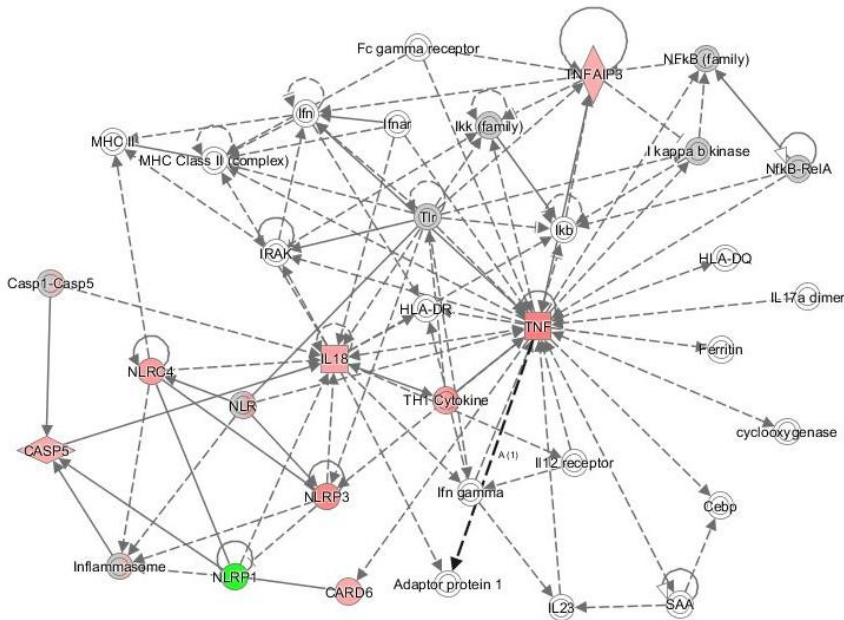 Fc gamma receptor
TNFAIP3
NFkB (family)
Ifn
Ifnar
Ikk (family)
MHC II
MHC Class II (complex)
I kappa b kinase
NfkB-RelA
Tlr
Ikb
IRAK
HLA-DQ
Casp1-Casp5
HLA-DR
IL17a dimer
TNF
IL18
Ferritin
NLRC4
NLR
TH1 Cytokine
cyclooxygenase
CASP5
A (1)
Il12 receptor
NLRP3
Ifn gamma
Cebp
Inflammasome
NLRP1
CARD6
Adaptor protein 1
IL23
SAA